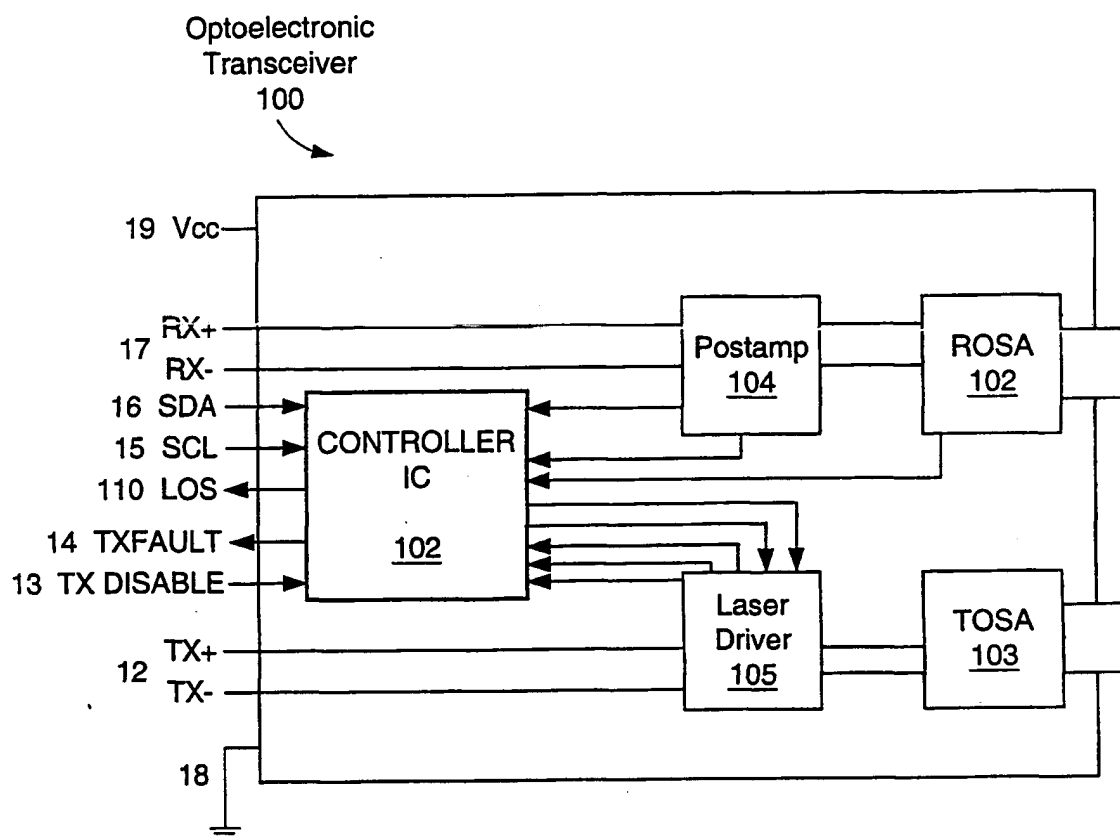 Optoelectronic
Transceiver
100
19 Vcc
17
RX+
RX-
16 SDA
15 SCL
110 LOS
14 TXFAULT
13 TX DISABLE
12
TX+
TX-
18
CONTROLLER
IC
102
Postamp
104
ROSA
102
Laser
Driver
105
TOSA
103